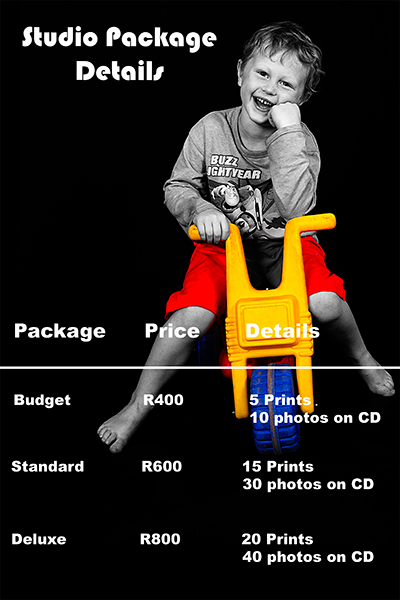 Studio Package
Details
BUZZ
LIGHTYEAR
Package Price Details
Budget R400 5 Prints
10 photos on CD
Standard R600 15 Prints
30 photos on CD
Deluxe R800 20 Prints
40 photos on CD